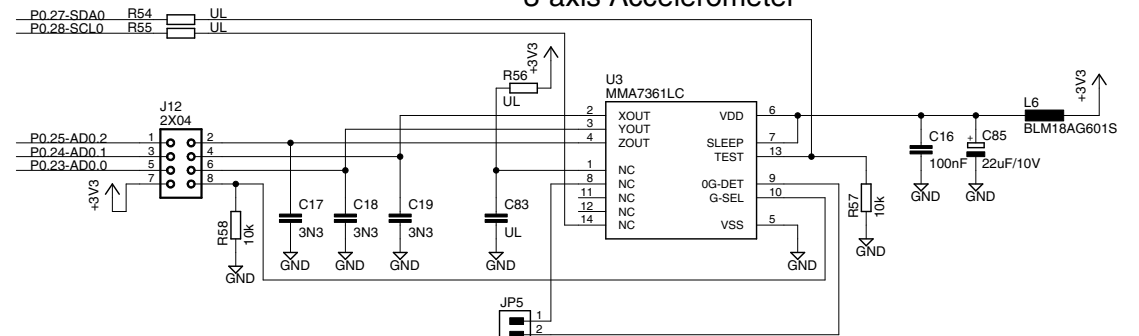 3-axis Accelerometer
P0.27-SDA0 R54 UL
P0.28-SCL0 R55 UL
R56
UL
+3V3
U3
MMA7361LC
J12
2X04
P0.25-AD0.2 1 2
P0.24-AD0.1 3 4
P0.23-AD0.0 5 6
7 8
+3V3
2 XOUT
3 YOUT
4 ZOUT
1 NC
8 NC
11 NC
12 NC
14 NC
VDD 6
SLEEP 7
TEST 13
0G-DET 9
G-SEL 10
VSS 5
L6
BLM18AG601S
+3V3
C16
100nF
GND
+
C85
22uF/10V
GND
R57
10k
GND
GND
R58
10k
GND
C17
3N3
GND
C18
3N3
GND
C19
3N3
GND
C83
UL
GND
JP5
1
2